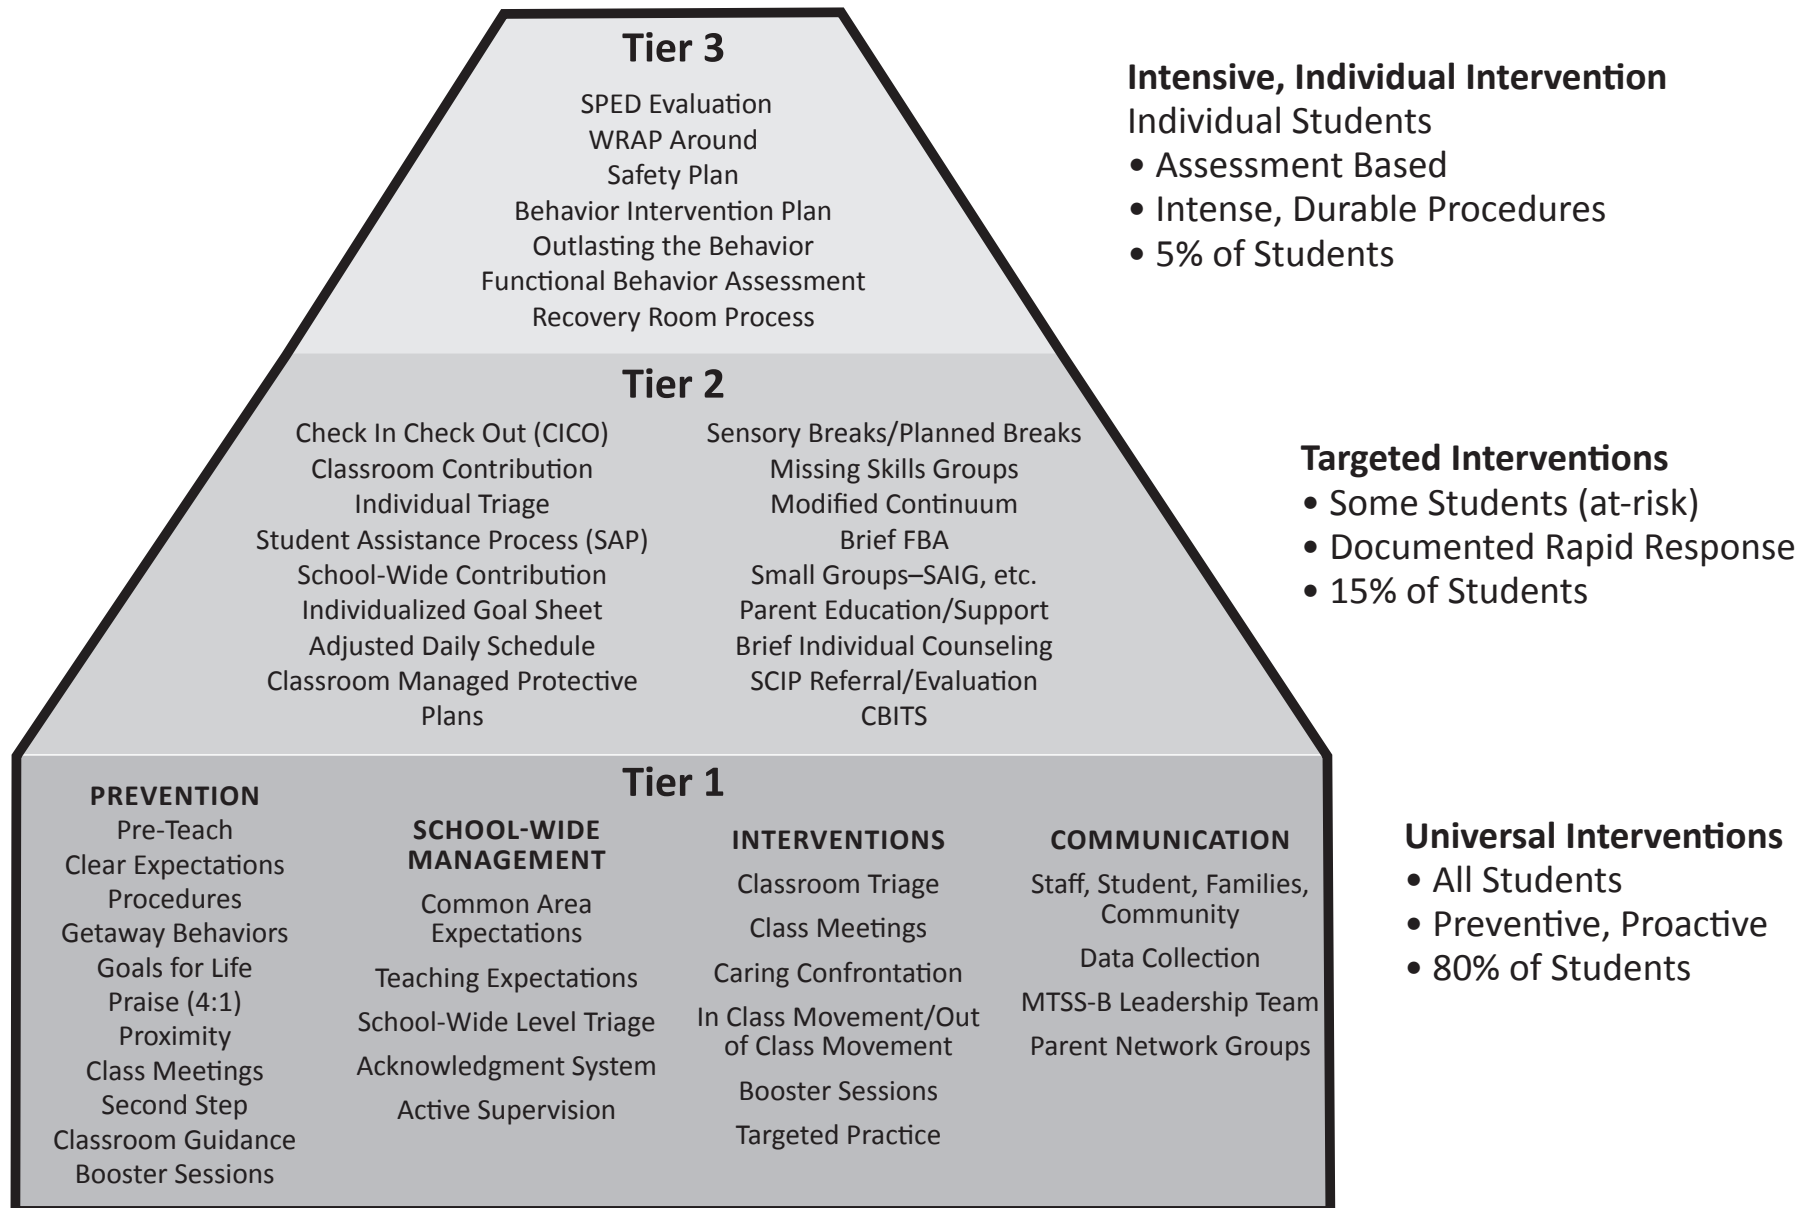 Tier 3
SPED Evaluation
WRAP Around
Safety Plan
Behavior Intervention Plan
Outlasting the Behavior
Functional Behavior Assessment
Recovery Room Process
Intensive, Individual Intervention
Individual Students
• Assessment Based
• Intense, Durable Procedures
• 5% of Students
Tier 2
Check In Check Out (CICO)
Classroom Contribution
Individual Triage
Student Assistance Process (SAP)
School-Wide Contribution
Individualized Goal Sheet
Adjusted Daily Schedule
Classroom Managed Protective
Plans
Sensory Breaks/Planned Breaks
Missing Skills Groups
Modified Continuum
Brief FBA
Small Groups–SAIG, etc.
Parent Education/Support
Brief Individual Counseling
SCIP Referral/Evaluation
CBITS
Targeted Interventions
• Some Students (at-risk)
• Documented Rapid Response
• 15% of Students
Tier 1
PREVENTION
Pre-Teach
Clear Expectations
Procedures
Getaway Behaviors
Goals for Life
Praise (4:1)
Proximity
Class Meetings
Second Step
Classroom Guidance
Booster Sessions
SCHOOL-WIDE
MANAGEMENT
Common Area
Expectations
Teaching Expectations
School-Wide Level Triage
Acknowledgment System
Active Supervision
INTERVENTIONS
Classroom Triage
Class Meetings
Caring Confrontation
In Class Movement/Out
of Class Movement
Booster Sessions
Targeted Practice
COMMUNICATION
Staff, Student, Families,
Community
Data Collection
MTSS-B Leadership Team
Parent Network Groups
Universal Interventions
• All Students
• Preventive, Proactive
• 80% of Students